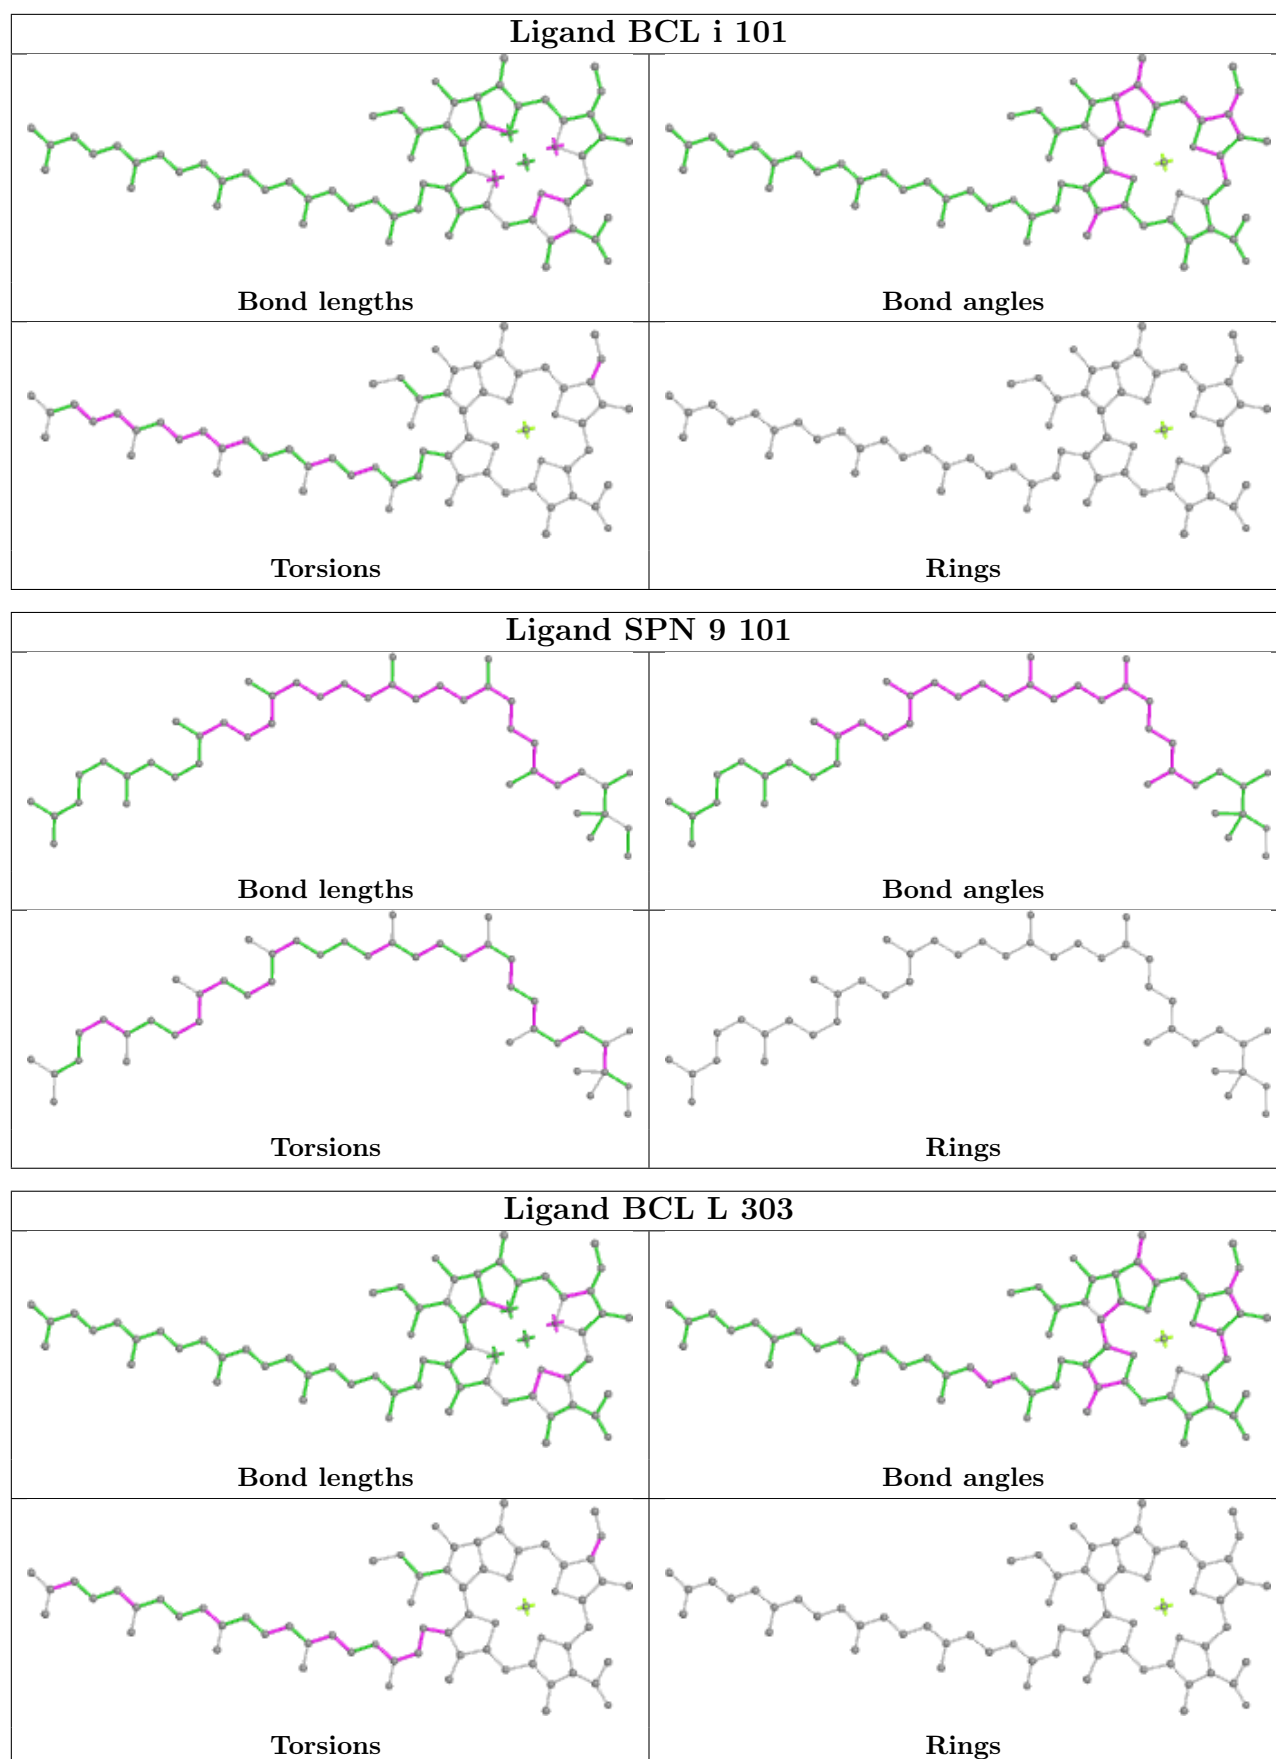 Ligand BCL i 101
Bond lengths
Bond angles
Torsions
Rings
Ligand SPN 9 101
Bond lengths
Bond angles
Torsions
Rings
Ligand BCL L 303
Bond lengths
Bond angles
Torsions
Rings